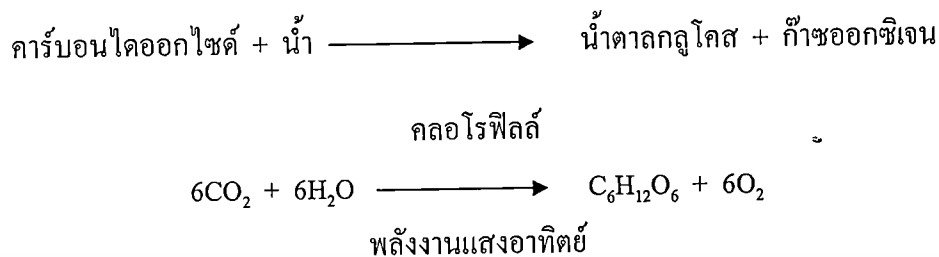 คาร์บอนไดออกไซด์ + น้ำ ⟶ น้ำตาลกลูโคส + ก๊าซออกซิเจน
คลอโรฟิลล์
6CO₂ + 6H₂O ⟶ C₆H₁₂O₆ + 6O₂
พลังงานแสงอาทิตย์